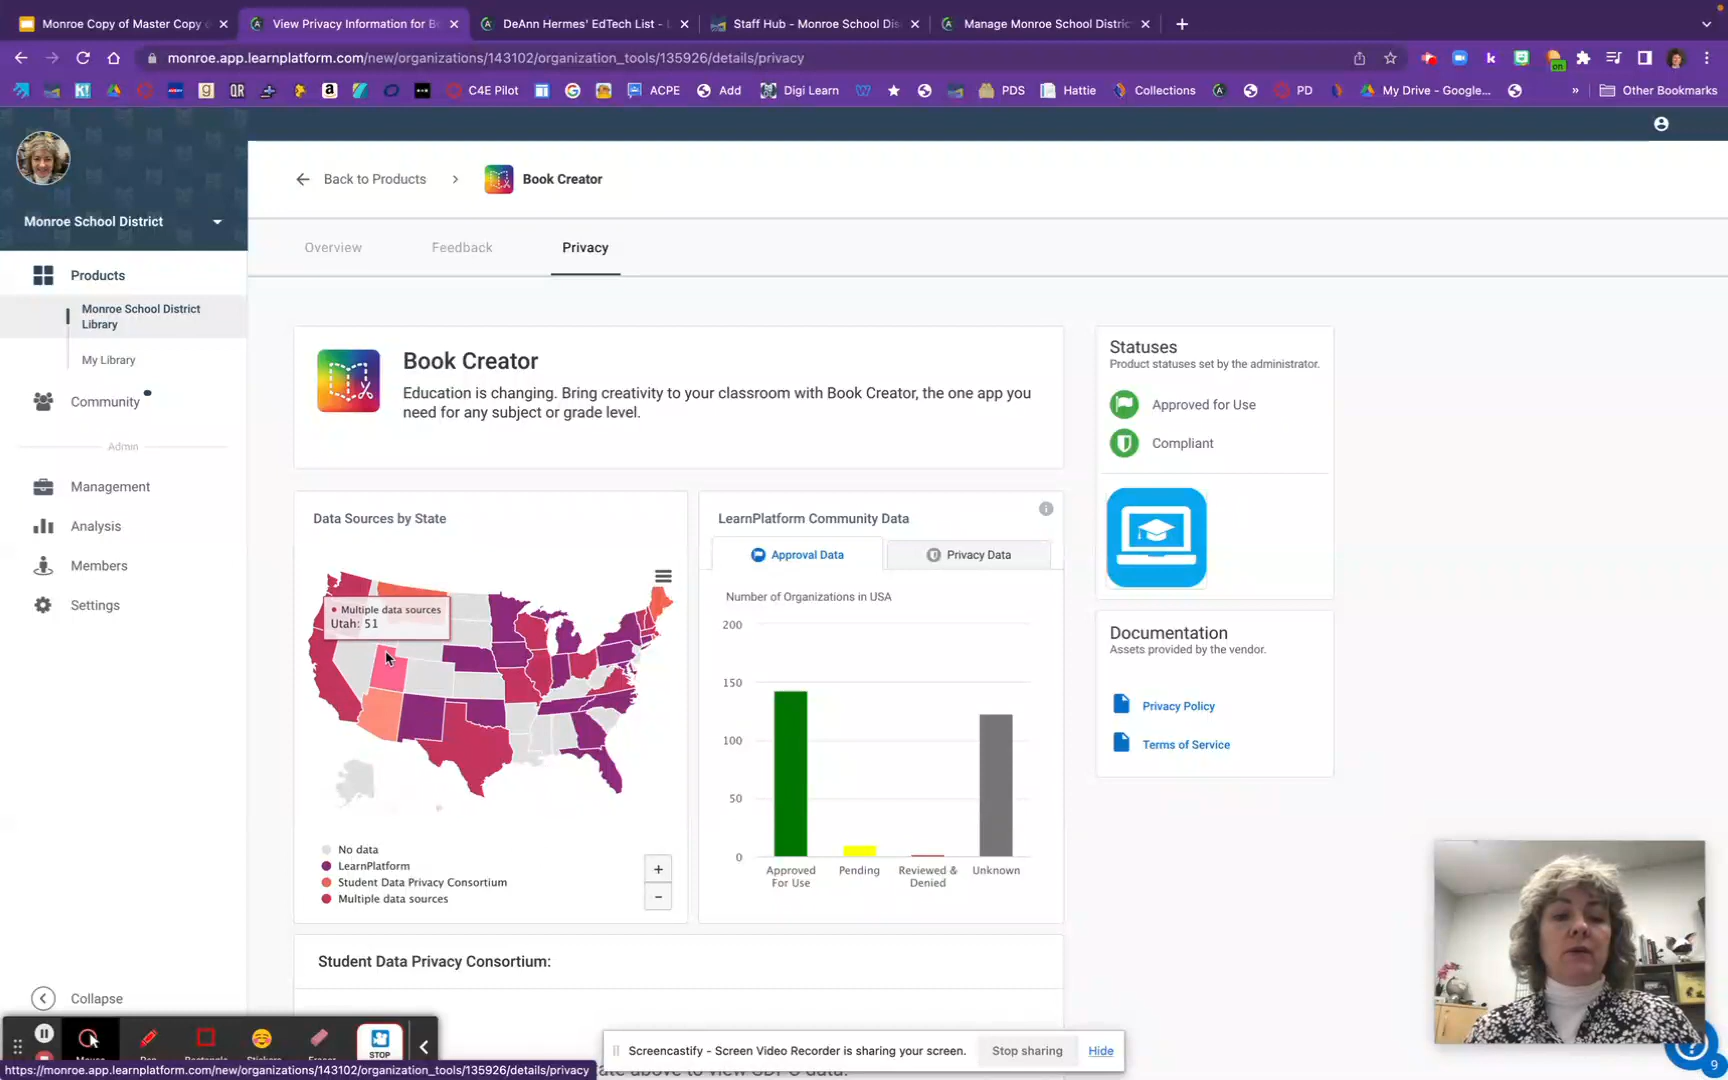 Monroe Copy of Master Copy
View Privacy Information for B
DeAnn Hermes' EdTech List - L
Staff Hub - Monroe School Dis
Manage Monroe School District
monroe.app.learnplatform.com/new/organizations/143102/organization_tools/135926/details/privacy
C4E Pilot
ACPE
Add
Digi Learn
PDS
Hattie
Collections
PD
My Drive - Google...
Other Bookmarks
Monroe School District
Products
Monroe School District
Library
My Library
Community
Admin
Management
Analysis
Members
Settings
Collapse
Back to Products
Book Creator
Overview
Feedback
Privacy
Book Creator
Education is changing. Bring creativity to your classroom with Book Creator, the one app you
need for any subject or grade level.
Statuses
Product statuses set by the administrator.
Approved for Use
Compliant
Documentation
Assets provided by the vendor.
Privacy Policy
Terms of Service
Data Sources by State
Multiple data sources
Utah: 51
No data
LearnPlatform
Student Data Privacy Consortium
Multiple data sources
+
-
LearnPlatform Community Data
Approval Data
Privacy Data
Number of Organizations in USA
200
150
100
50
0
Approved
For Use
Pending
Reviewed &
Denied
Unknown
Student Data Privacy Consortium:
STOP
Screencastify - Screen Video Recorder is sharing your screen.
Stop sharing
Hide
https://monroe.app.learnplatform.com/new/organizations/143102/organization_tools/135926/details/privacy
9